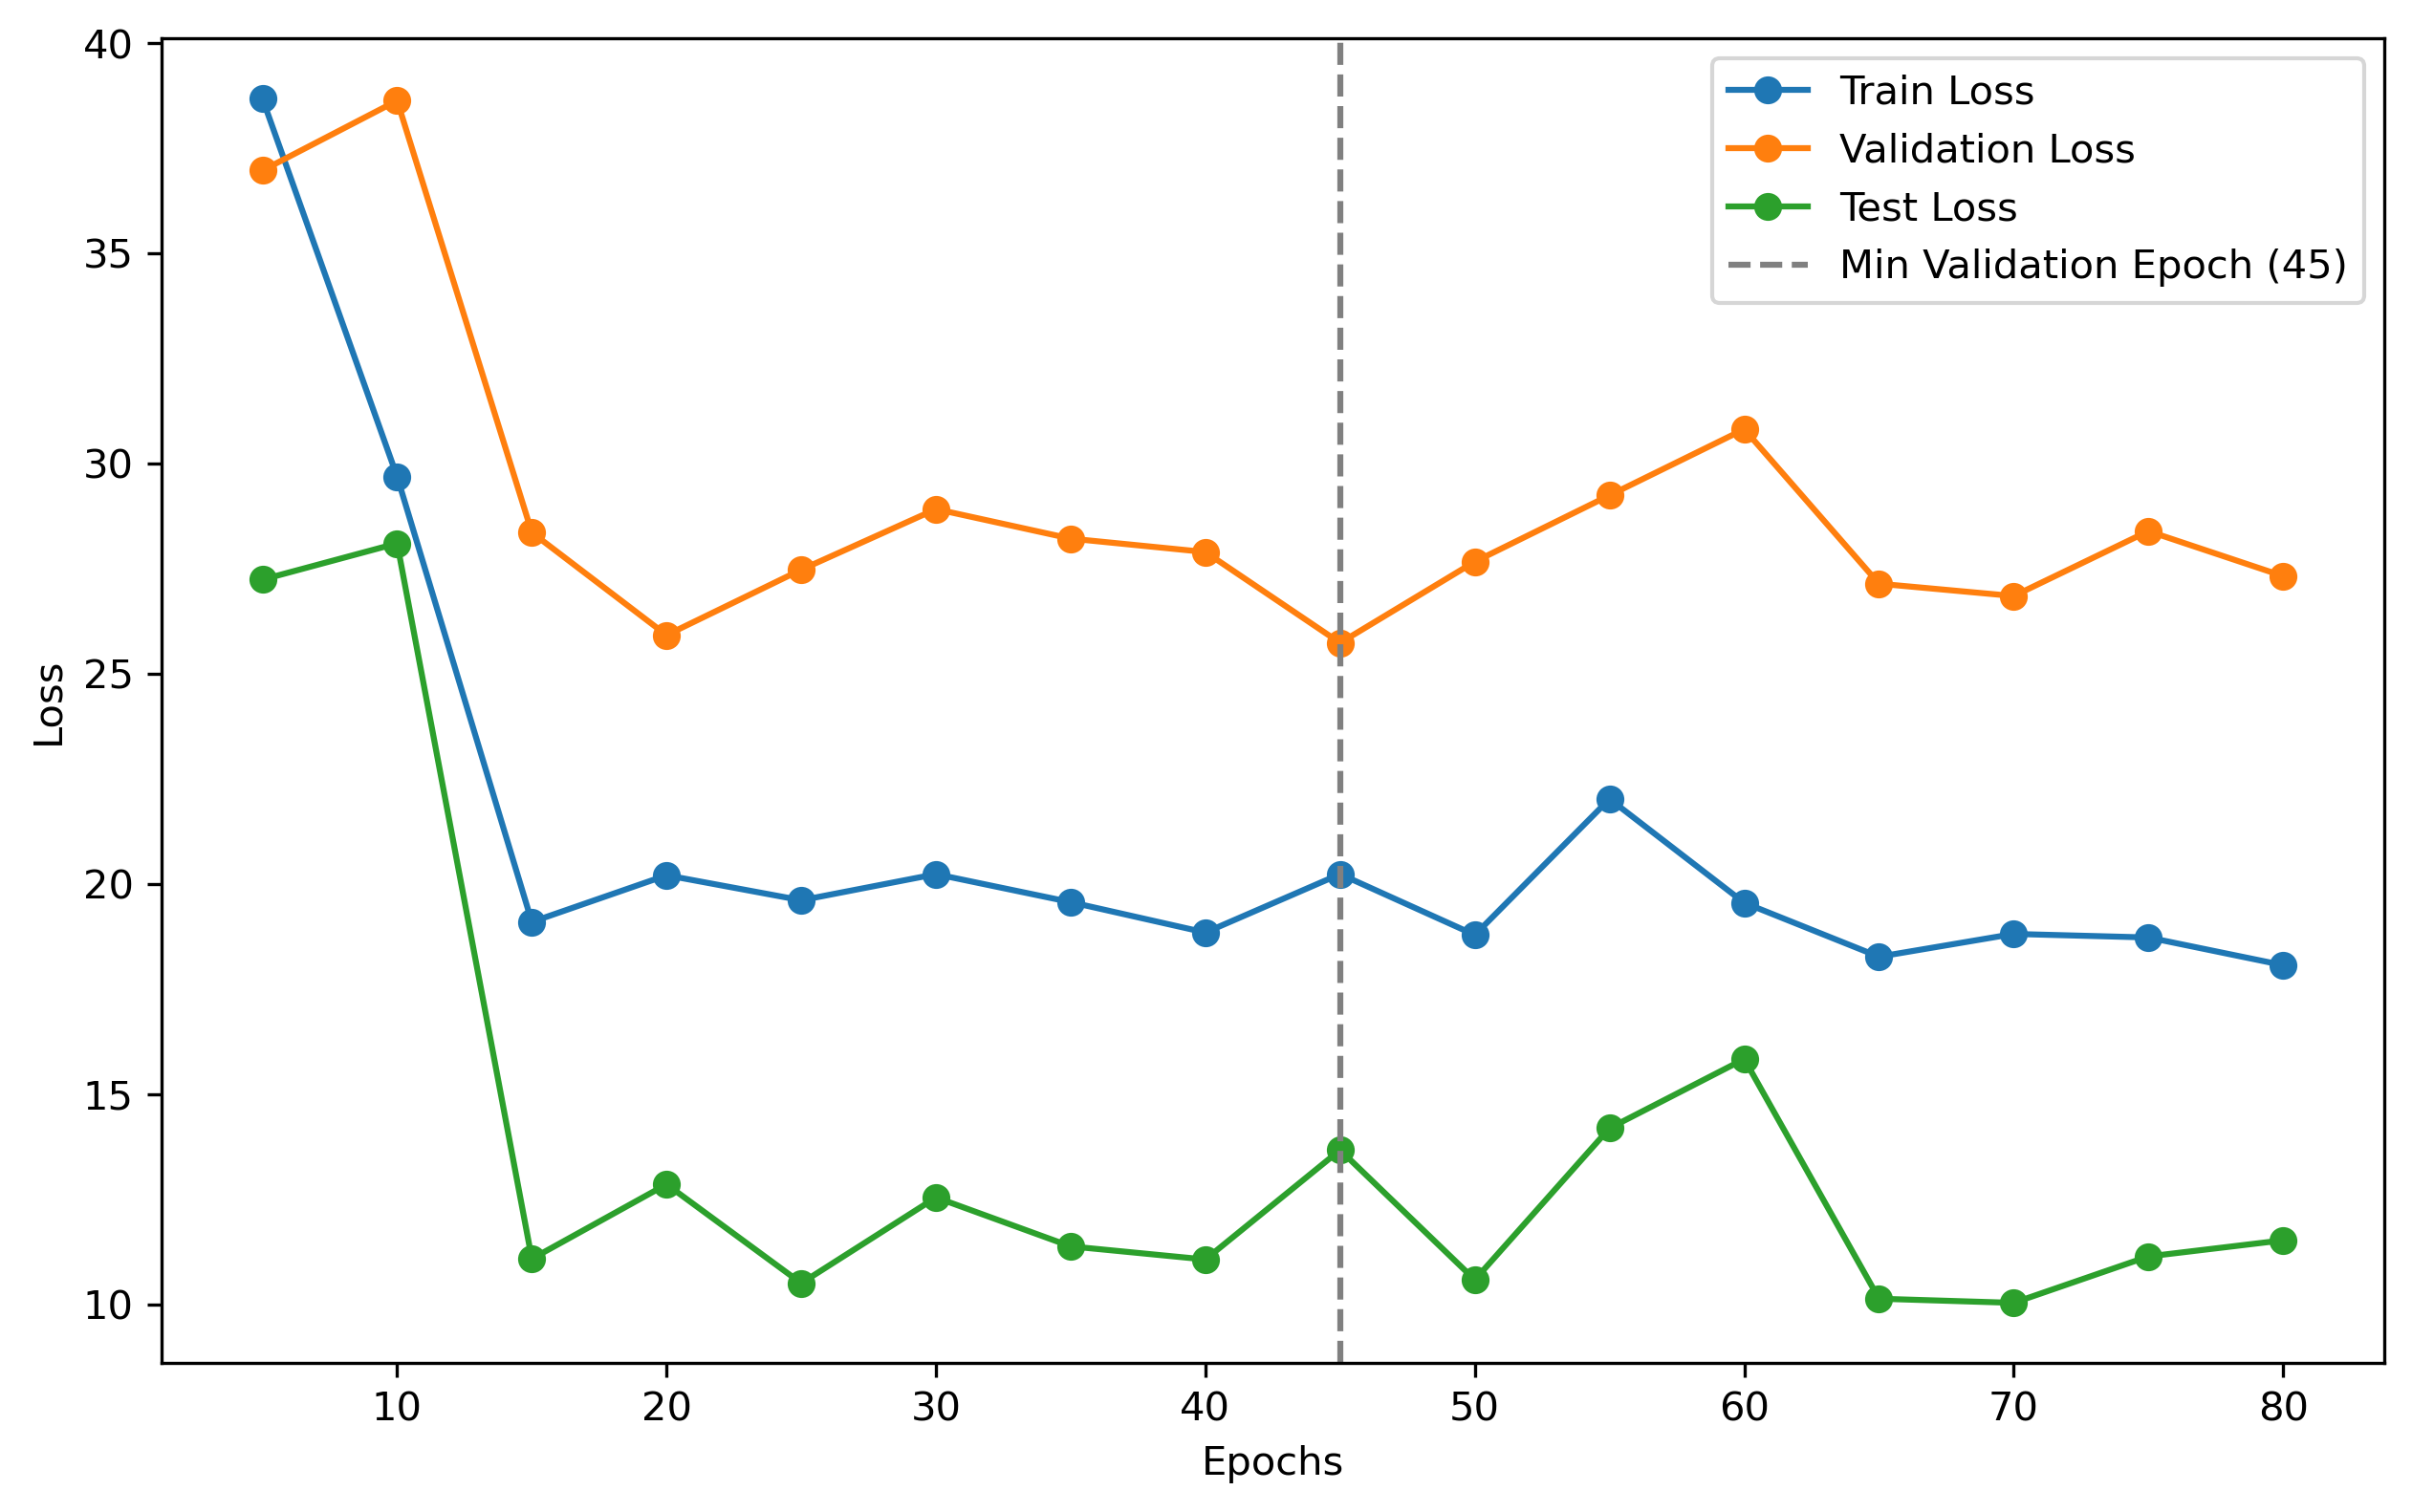 40
35
30
25
20
15
10
Loss
Train Loss
Validation Loss
Test Loss
Min Validation Epoch (45)
10 20 30 40 50 60 70 80
Epochs